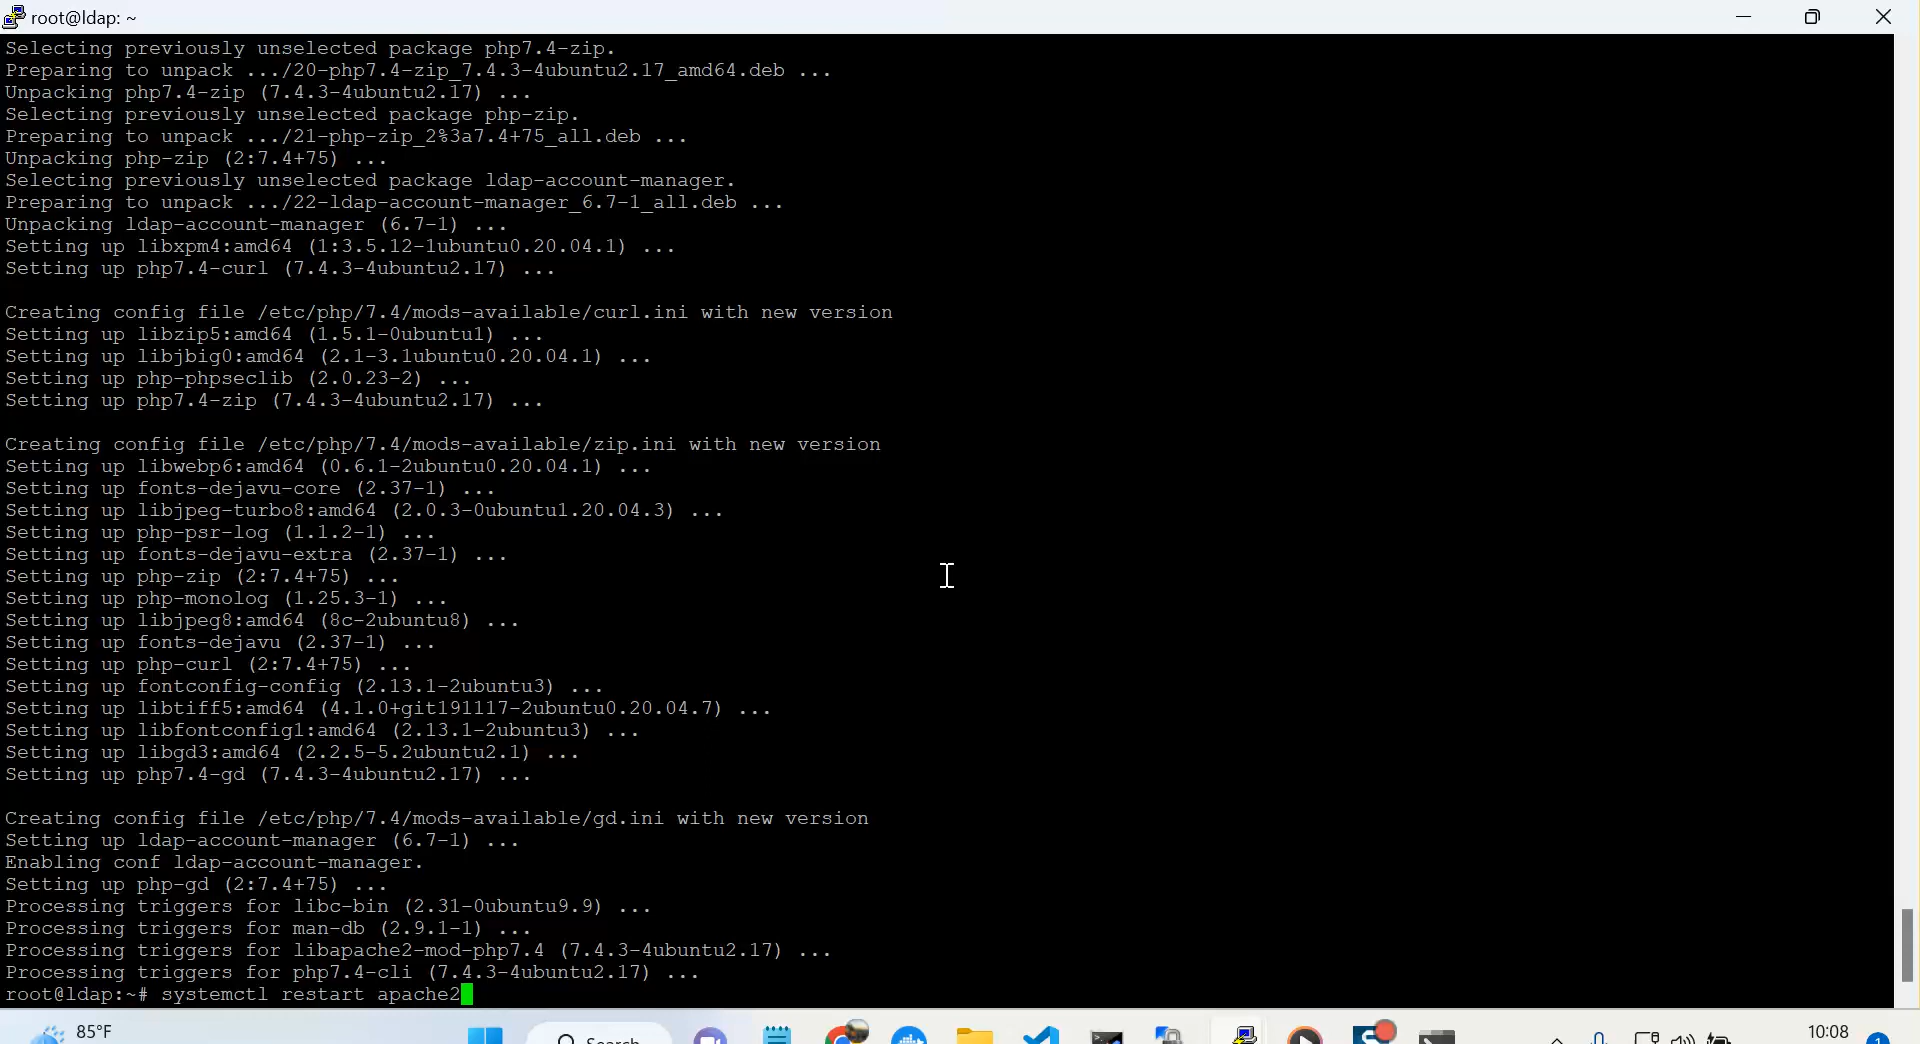 root@ldap: ~
Selecting previously unselected package php7.4-zip.
Preparing to unpack .../20-php7.4-zip_7.4.3-4ubuntu2.17_amd64.deb ...
Unpacking php7.4-zip (7.4.3-4ubuntu2.17) ...
Selecting previously unselected package php-zip.
Preparing to unpack .../21-php-zip_2%3a7.4+75_all.deb ...
Unpacking php-zip (2:7.4+75) ...
Selecting previously unselected package ldap-account-manager.
Preparing to unpack .../22-ldap-account-manager_6.7-1_all.deb ...
Unpacking ldap-account-manager (6.7-1) ...
Setting up libxpm4:amd64 (1:3.5.12-1ubuntu0.20.04.1) ...
Setting up php7.4-curl (7.4.3-4ubuntu2.17) ...
Creating config file /etc/php/7.4/mods-available/curl.ini with new version
Setting up libzip5:amd64 (1.5.1-0ubuntu1) ...
Setting up libjbig0:amd64 (2.1-3.1ubuntu0.20.04.1) ...
Setting up php-phpseclib (2.0.23-2) ...
Setting up php7.4-zip (7.4.3-4ubuntu2.17) ...
Creating config file /etc/php/7.4/mods-available/zip.ini with new version
Setting up libwebp6:amd64 (0.6.1-2ubuntu0.20.04.1) ...
Setting up fonts-dejavu-core (2.37-1) ...
Setting up libjpeg-turbo8:amd64 (2.0.3-0ubuntu1.20.04.3) ...
Setting up php-psr-log (1.1.2-1) ...
Setting up fonts-dejavu-extra (2.37-1) ...
Setting up php-zip (2:7.4+75) ...
Setting up php-monolog (1.25.3-1) ...
Setting up libjpeg8:amd64 (8c-2ubuntu8) ...
Setting up fonts-dejavu (2.37-1) ...
Setting up php-curl (2:7.4+75) ...
Setting up fontconfig-config (2.13.1-2ubuntu3) ...
Setting up libtiff5:amd64 (4.1.0+git191117-2ubuntu0.20.04.7) ...
Setting up libfontconfig1:amd64 (2.13.1-2ubuntu3) ...
Setting up libgd3:amd64 (2.2.5-5.2ubuntu2.1) ...
Setting up php7.4-gd (7.4.3-4ubuntu2.17) ...
Creating config file /etc/php/7.4/mods-available/gd.ini with new version
Setting up ldap-account-manager (6.7-1) ...
Enabling conf ldap-account-manager.
Setting up php-gd (2:7.4+75) ...
Processing triggers for libc-bin (2.31-0ubuntu9.9) ...
Processing triggers for man-db (2.9.1-1) ...
Processing triggers for libapache2-mod-php7.4 (7.4.3-4ubuntu2.17) ...
Processing triggers for php7.4-cli (7.4.3-4ubuntu2.17) ...
root@ldap:~# systemctl restart apache2
85°F
Search
10:08
1